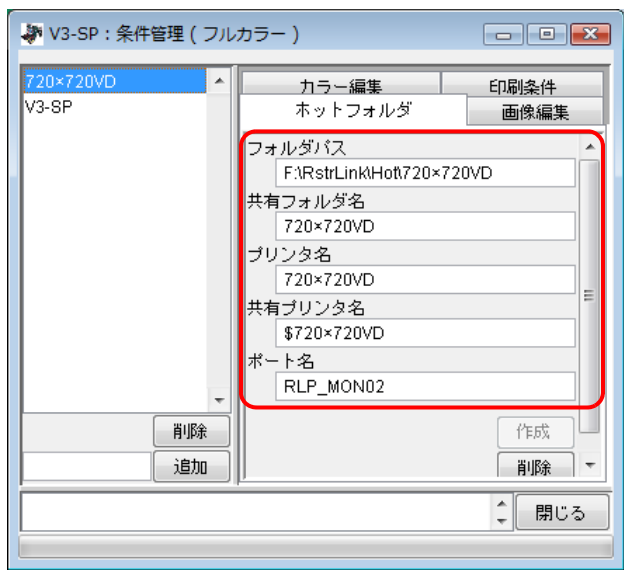 V3-SP：条件管理 ( フルカラー )
720×720VD
V3-SP
カラー編集
印刷条件
ホットフォルダ
画像編集
フォルダパス
F:\RstrLink\Hot\720×720VD
共有フォルダ名
720×720VD
プリンタ名
720×720VD
共有プリンタ名
$720×720VD
ポート名
RLP_MON02
削除
追加
作成
削除
閉じる